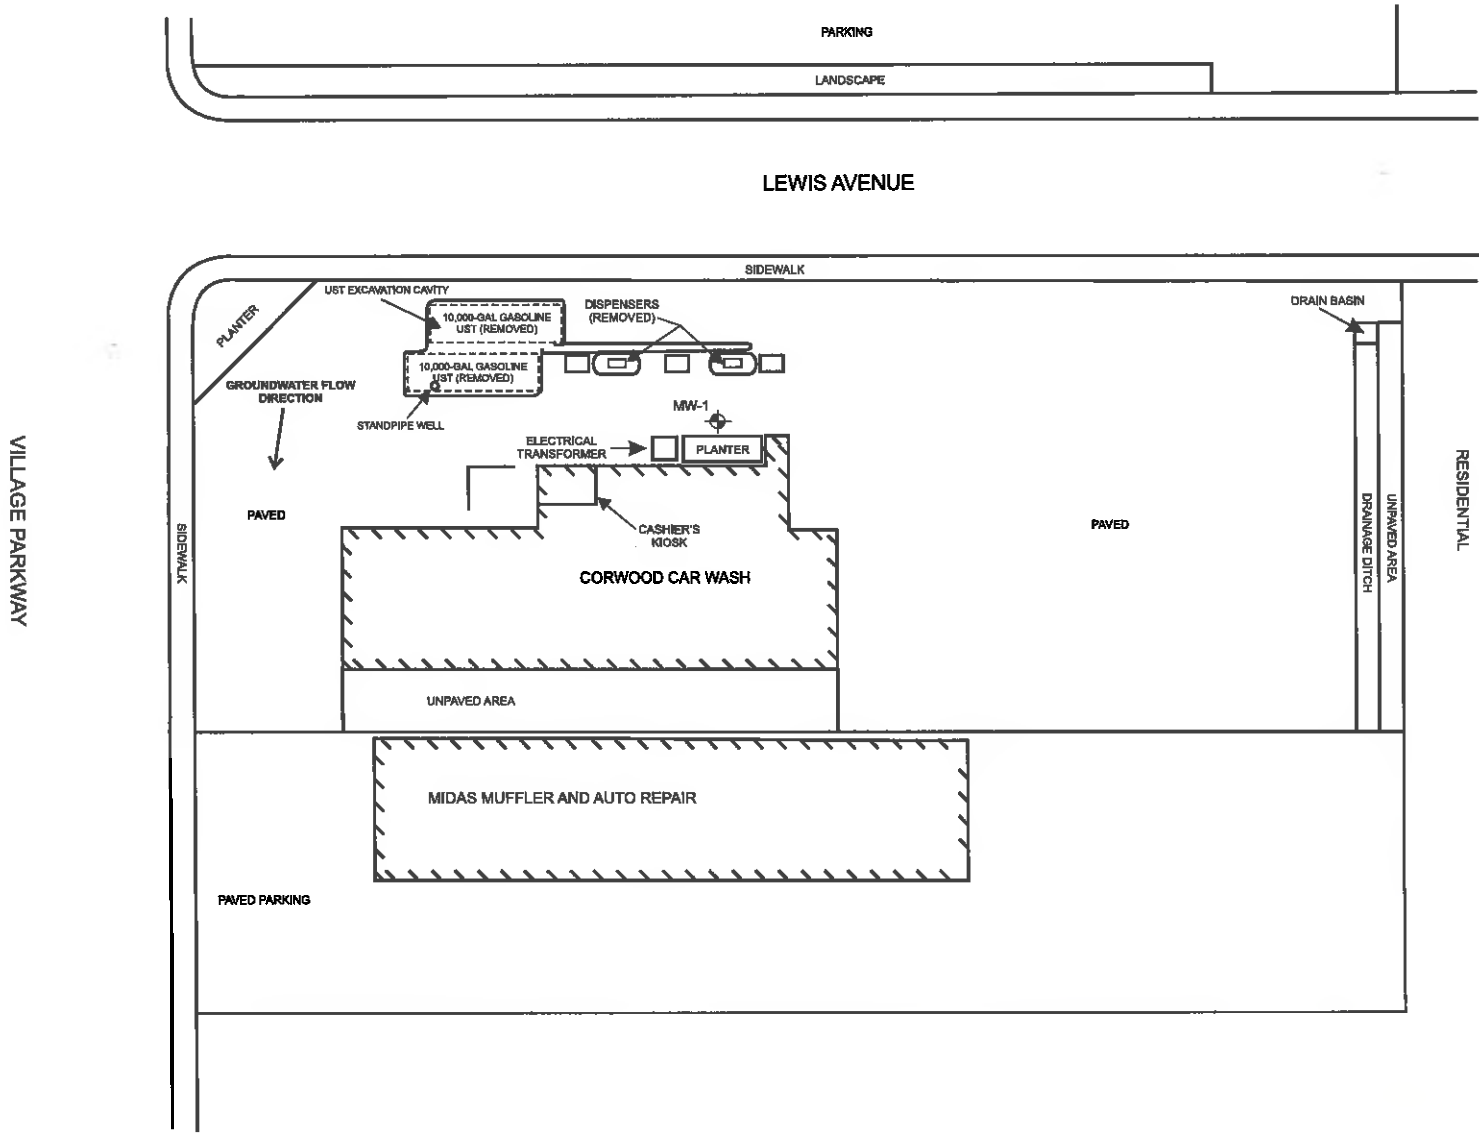 PARKING
LANDSCAPE
LEWIS AVENUE
SIDEWALK
UST EXCAVATION CAVITY
PLANTER
10,000-GAL GASOLINE
UST (REMOVED)
DISPENSERS
(REMOVED)
DRAIN BASIN
10,000-GAL GASOLINE
UST (REMOVED)
GROUNDWATER FLOW
DIRECTION
STANDPIPE WELL
MW-1
ELECTRICAL
TRANSFORMER
PLANTER
VILLAGE PARKWAY
SIDEWALK
PAVED
CASHIER'S
KIOSK
CORWOOD CAR WASH
PAVED
DRAINAGE DITCH
UNPAVED AREA
RESIDENTIAL
UNPAVED AREA
MIDAS MUFFLER AND AUTO REPAIR
PAVED PARKING